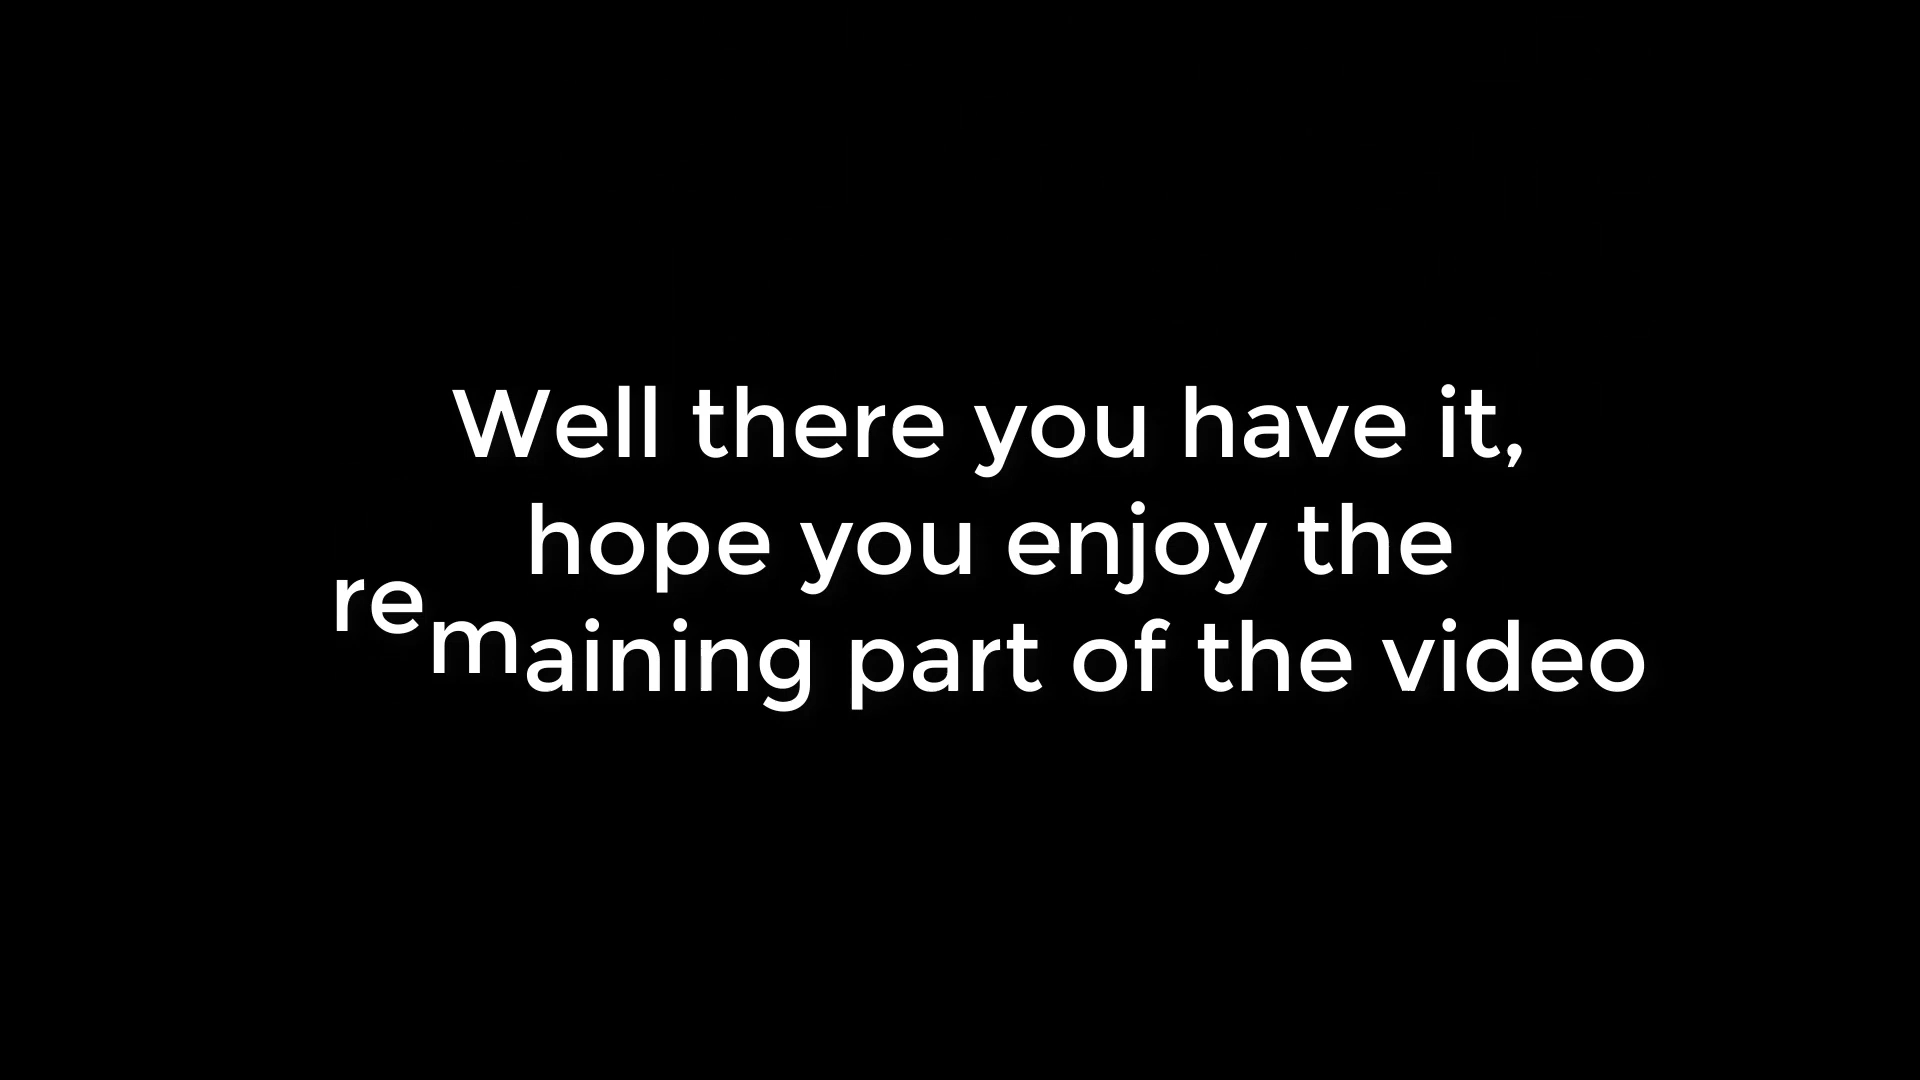 Well there you have it,
hope you enjoy the
remaining part of the video